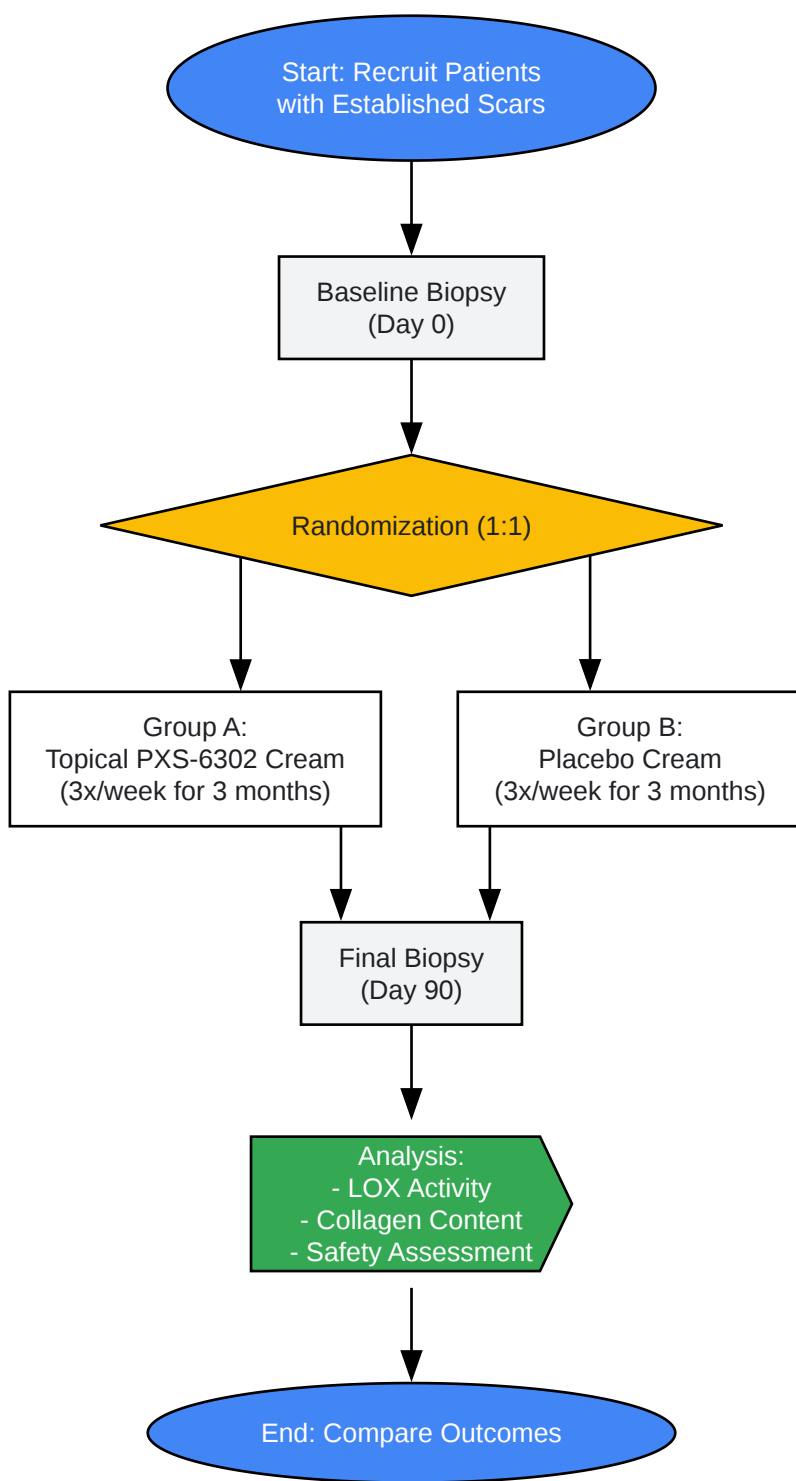 Start: Recruit Patients
with Established Scars
Baseline Biopsy
(Day 0)
Randomization (1:1)
Group A:
Topical PXS-6302 Cream
(3x/week for 3 months)
Group B:
Placebo Cream
(3x/week for 3 months)
Final Biopsy
(Day 90)
Analysis:
- LOX Activity
- Collagen Content
- Safety Assessment
End: Compare Outcomes